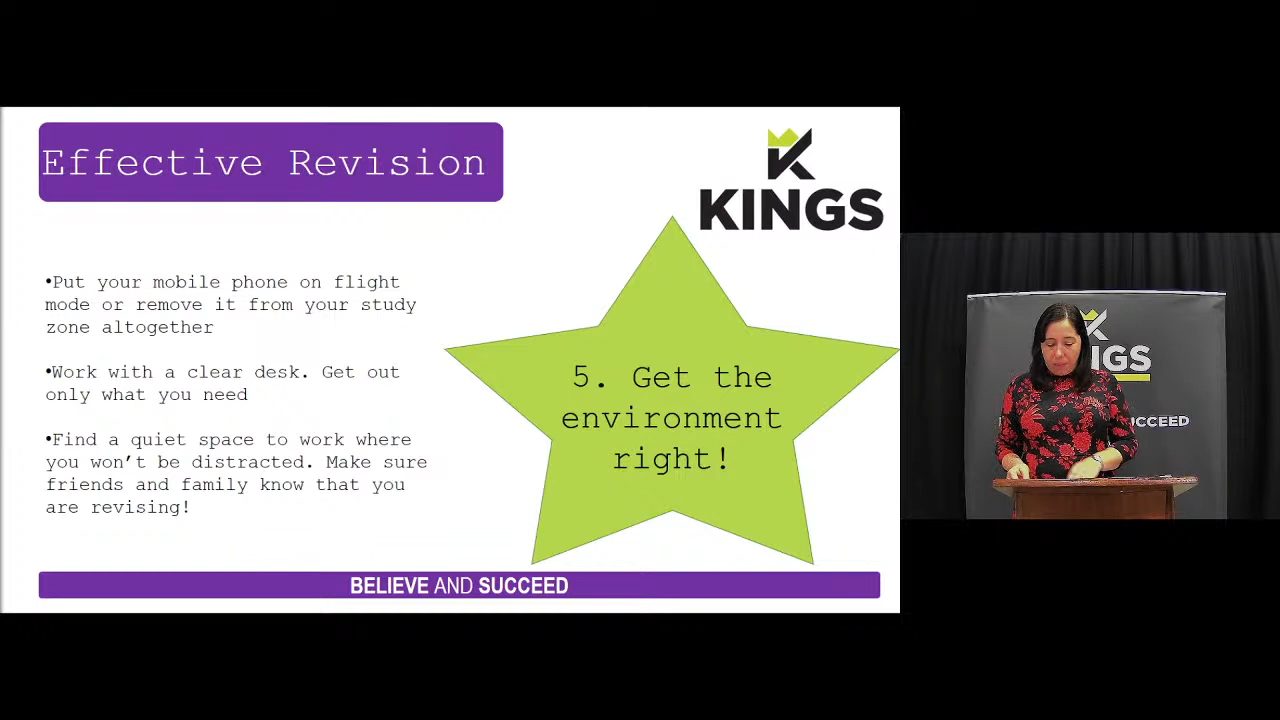 Effective Revision
KINGS
•Put your mobile phone on flight
mode or remove it from your study
zone altogether
•Work with a clear desk. Get out
only what you need
•Find a quiet space to work where
you won’t be distracted. Make sure
friends and family know that you
are revising!
5. Get the
environment
right!
BELIEVE AND SUCCEED
NGS
CCEED